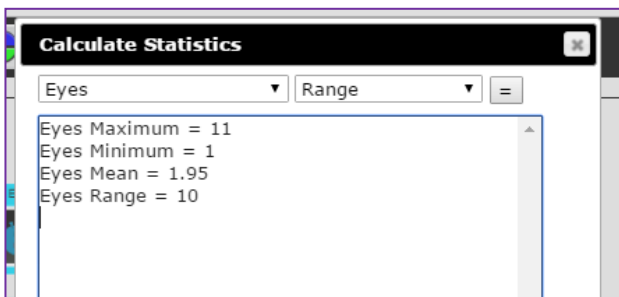 Calculate Statistics
Eyes Range =
Eyes Maximum = 11
Eyes Minimum = 1
Eyes Mean = 1.95
Eyes Range = 10